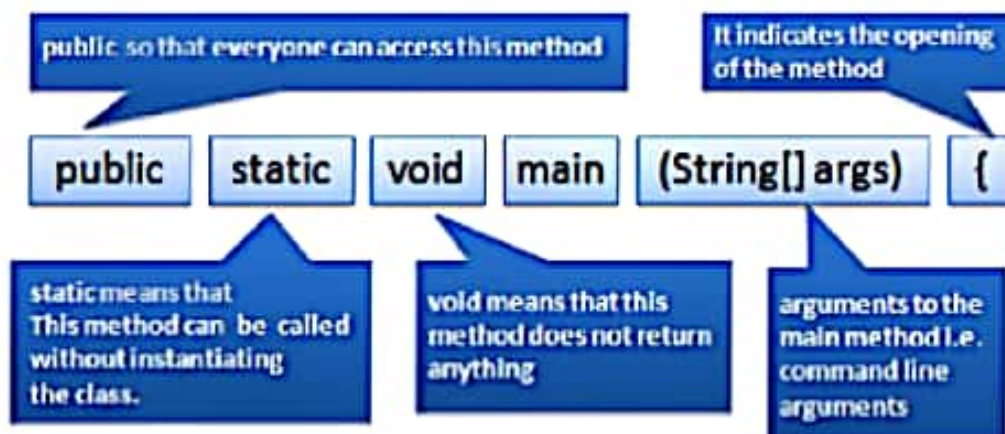 public so that everyone can access this method
It indicates the opening
of the method
public static void main (String[] args) {
static means that
This method can be called
without instantiating
the class.
void means that this
method does not return
anything
arguments to the
main method i.e.
command line
arguments